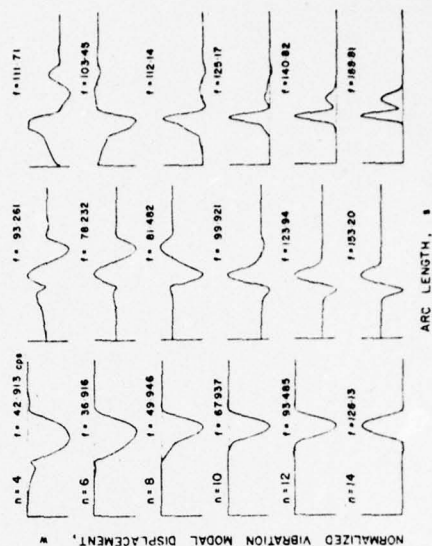 n = 4 f = 42·913 cps f = 93·261 f = 111·71
n = 6 f = 36·916 f = 78·232 f = 103·45
n = 8 f = 49·946 f = 81·482 f = 112·14
n = 10 f = 67·937 f = 99·921 f = 125·17
n = 12 f = 93·485 f = 123·94 f = 140·82
n = 14 f = 126·13 f = 153·20 f =
ARC LENGTH, s
NORMALIZED VIBRATION MODAL DISPLACEMENT, w